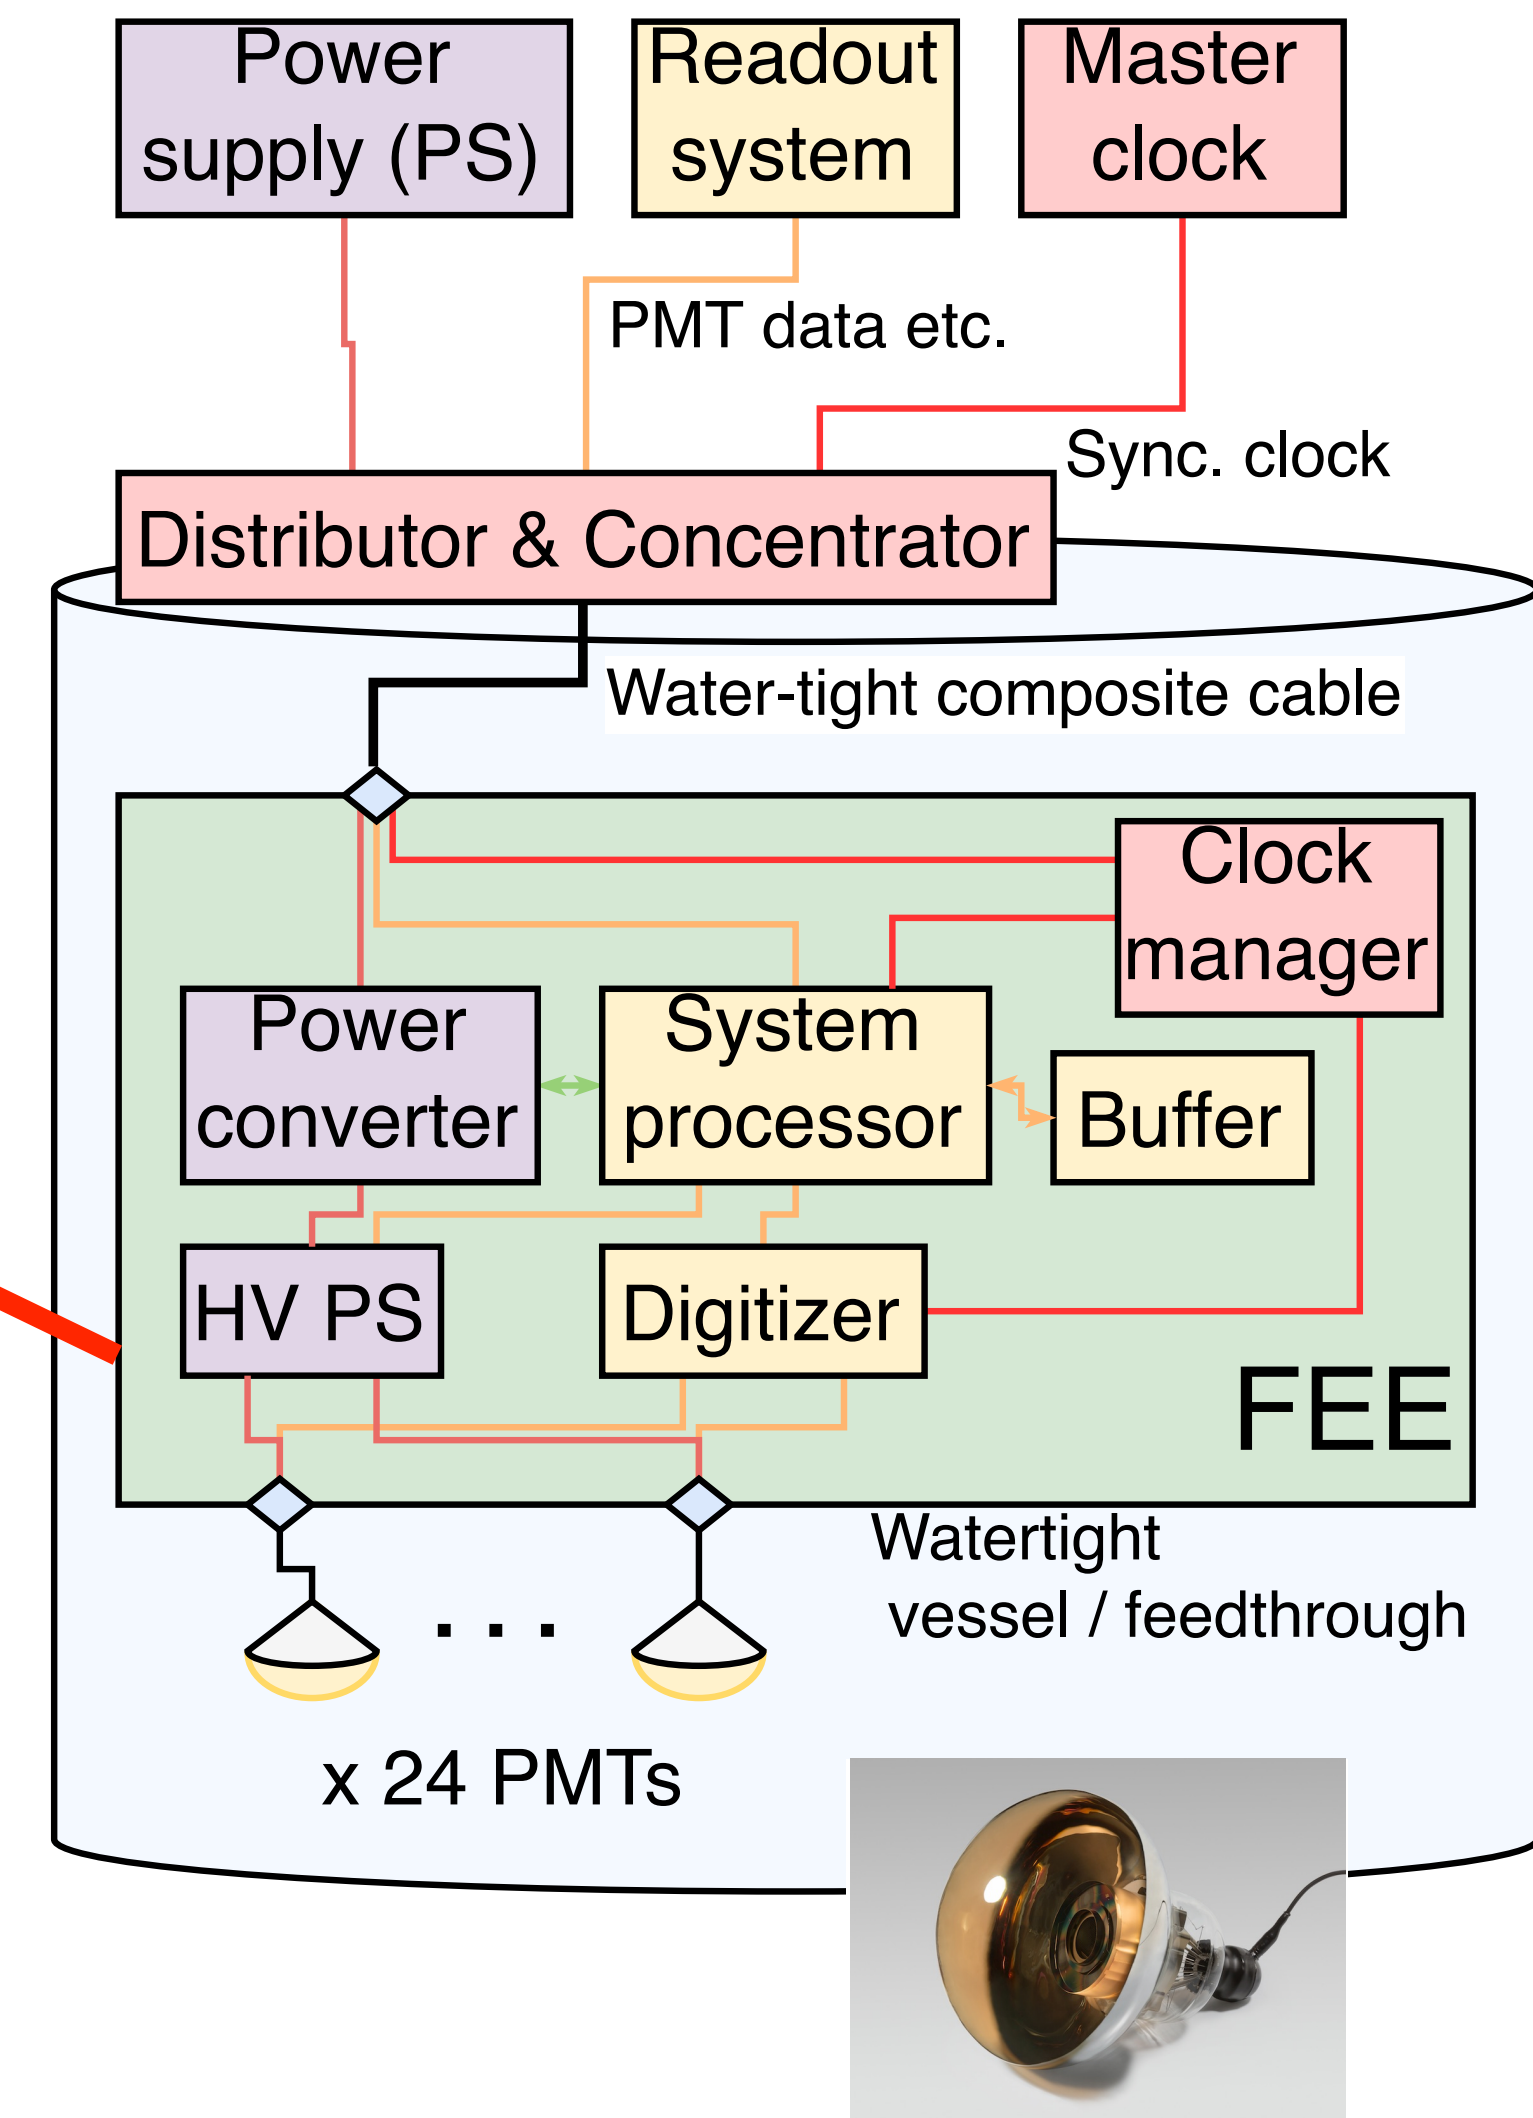 Power
supply (PS)
Readout
system
Master
clock
PMT data etc.
Sync. clock
Distributor & Concentrator
Water-tight composite cable
Clock
manager
Power
converter
System
processor
Buffer
HV PS
Digitizer
FEE
Watertight
vessel / feedthrough
. . .
x 24 PMTs